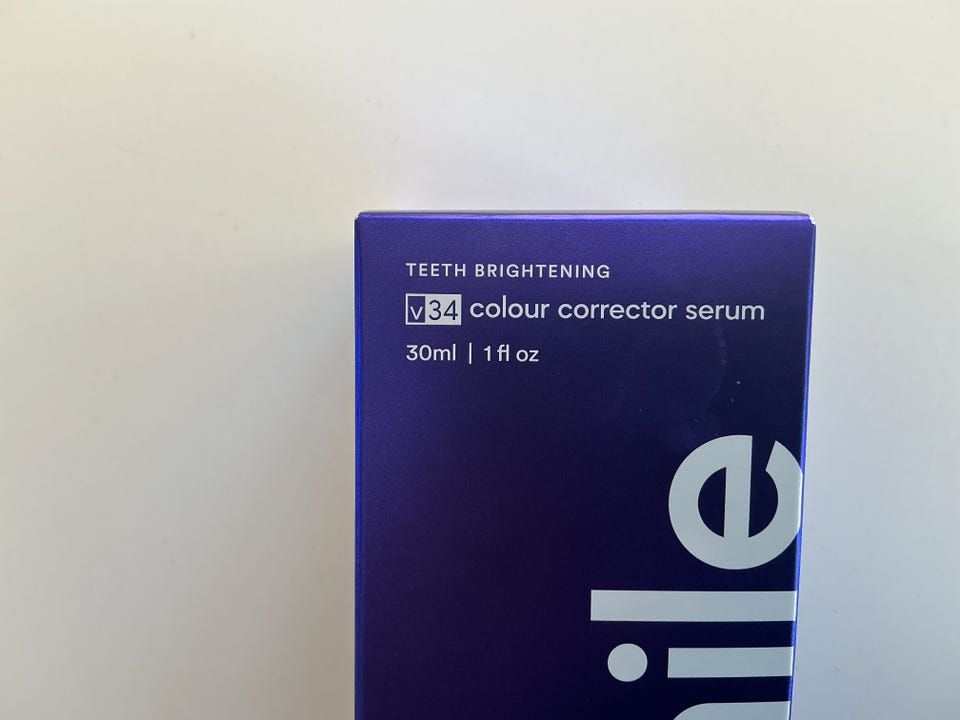 TEETH BRIGHTENING
v34 colour corrector serum
30ml | 1 fl oz
ile